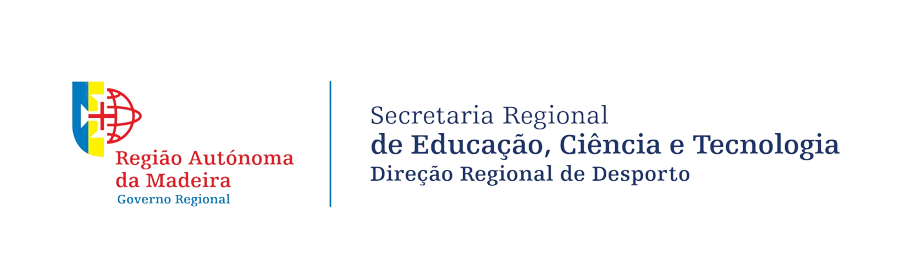 Região Autónoma
da Madeira
Governo Regional
Secretaria Regional
de Educação, Ciência e Tecnologia
Direção Regional de Desporto